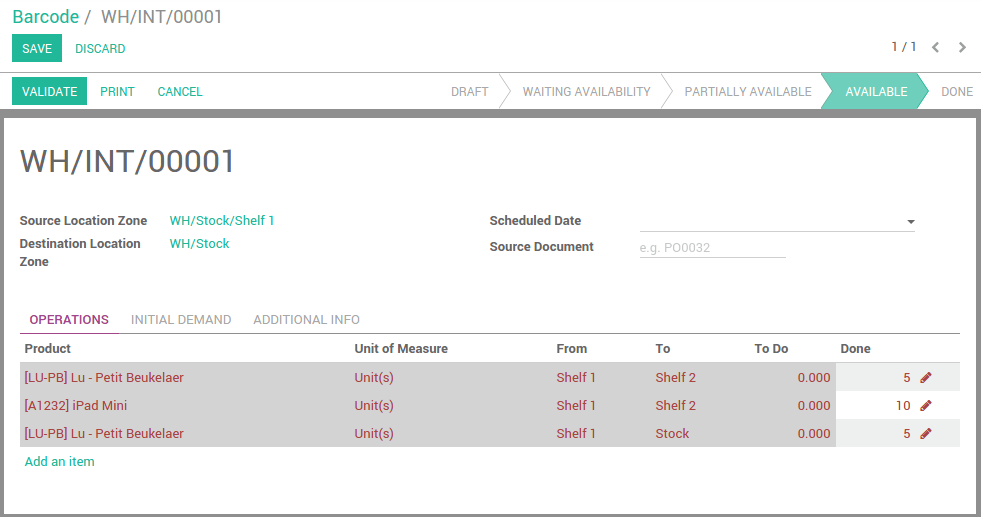 Barcode / WH/INT/00001
SAVE DISCARD 1 / 1
VALIDATE PRINT CANCEL DRAFT WAITING AVAILABILITY PARTIALLY AVAILABLE AVAILABLE DONE
WH/INT/00001
Source Location Zone WH/Stock/Shelf 1 Scheduled Date
Destination Location Zone WH/Stock Source Document e.g. PO0032
OPERATIONS INITIAL DEMAND ADDITIONAL INFO
Product Unit of Measure From To To Do Done
[LU-PB] Lu - Petit Beukelaer Unit(s) Shelf 1 Shelf 2 0.000 5
[A1232] iPad Mini Unit(s) Shelf 1 Shelf 2 0.000 10
[LU-PB] Lu - Petit Beukelaer Unit(s) Shelf 1 Stock 0.000 5
Add an item